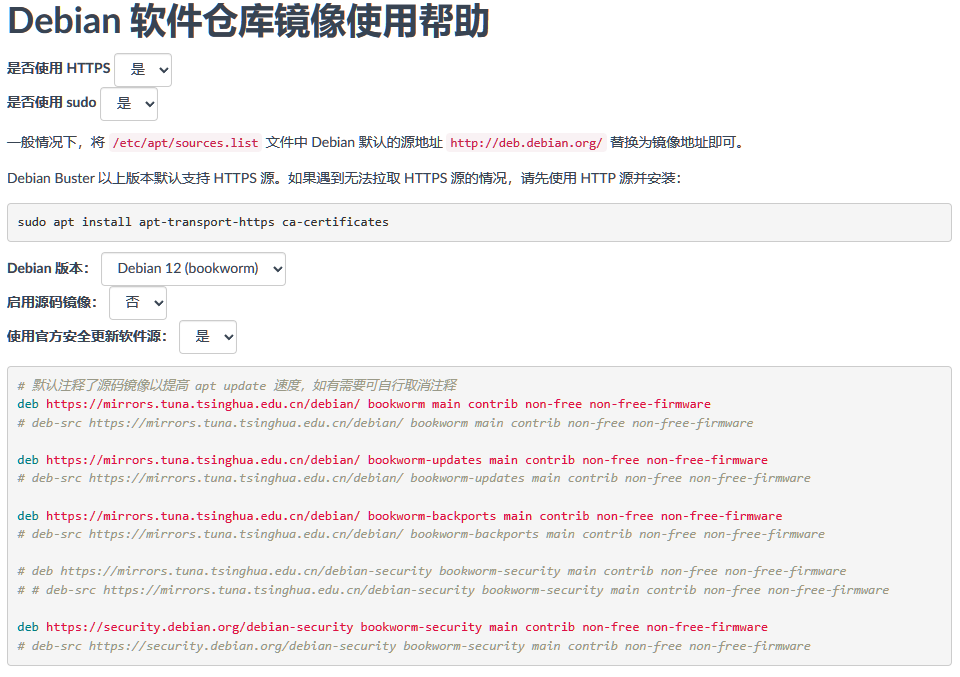 Debian 软件仓库镜像使用帮助
是否使用 HTTPS 是
是否使用 sudo 是
一般情况下，将 /etc/apt/sources.list 文件中 Debian 默认的源地址 http://deb.debian.org/ 替换为镜像地址即可。
Debian Buster 以上版本默认支持 HTTPS 源。如果遇到无法拉取 HTTPS 源的情况，请先使用 HTTP 源并安装：
sudo apt install apt-transport-https ca-certificates
Debian 版本： Debian 12 (bookworm)
启用源码镜像： 否
使用官方安全更新软件源： 是
# 默认注释了源码镜像以提高 apt update 速度，如有需要可自行取消注释
deb https://mirrors.tuna.tsinghua.edu.cn/debian/ bookworm main contrib non-free non-free-firmware
# deb-src https://mirrors.tuna.tsinghua.edu.cn/debian/ bookworm main contrib non-free non-free-firmware
deb https://mirrors.tuna.tsinghua.edu.cn/debian/ bookworm-updates main contrib non-free non-free-firmware
# deb-src https://mirrors.tuna.tsinghua.edu.cn/debian/ bookworm-updates main contrib non-free non-free-firmware
deb https://mirrors.tuna.tsinghua.edu.cn/debian/ bookworm-backports main contrib non-free non-free-firmware
# deb-src https://mirrors.tuna.tsinghua.edu.cn/debian/ bookworm-backports main contrib non-free non-free-firmware
# deb https://mirrors.tuna.tsinghua.edu.cn/debian-security bookworm-security main contrib non-free non-free-firmware
# # deb-src https://mirrors.tuna.tsinghua.edu.cn/debian-security bookworm-security main contrib non-free non-free-firmware
deb https://security.debian.org/debian-security bookworm-security main contrib non-free non-free-firmware
# deb-src https://security.debian.org/debian-security bookworm-security main contrib non-free non-free-firmware